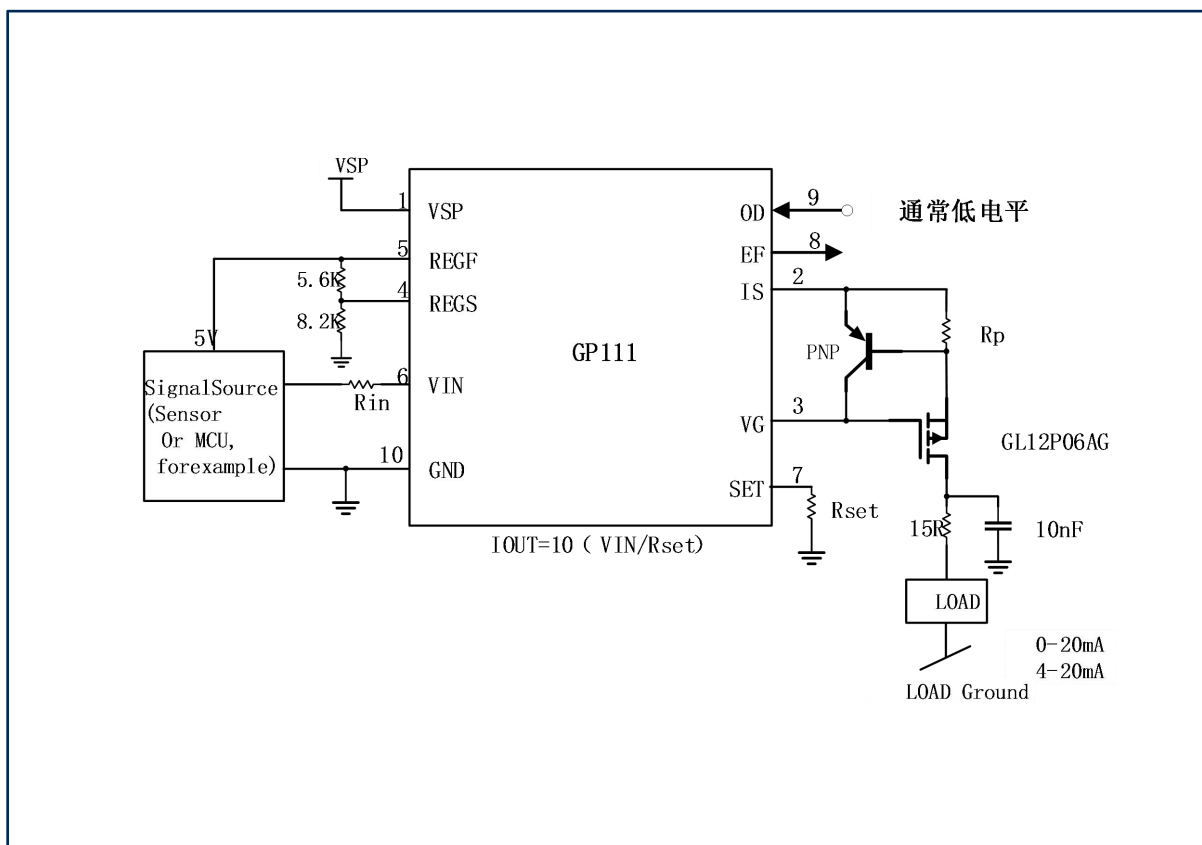 VSP
1
VSP
5
REGF
5.6K
4
REGS
8.2K
5V
SignalSource
(Sensor
Or MCU,
forexample)
6
VIN
Rin
10
GND
GP111
OD
9
通常低电平
EF
8
IS
2
PNP
Rp
VG
3
GL12P06AG
SET
7
Rset
IOUT=10 ( VIN/Rset)
15R
10nF
LOAD
0-20mA
4-20mA
LOAD Ground